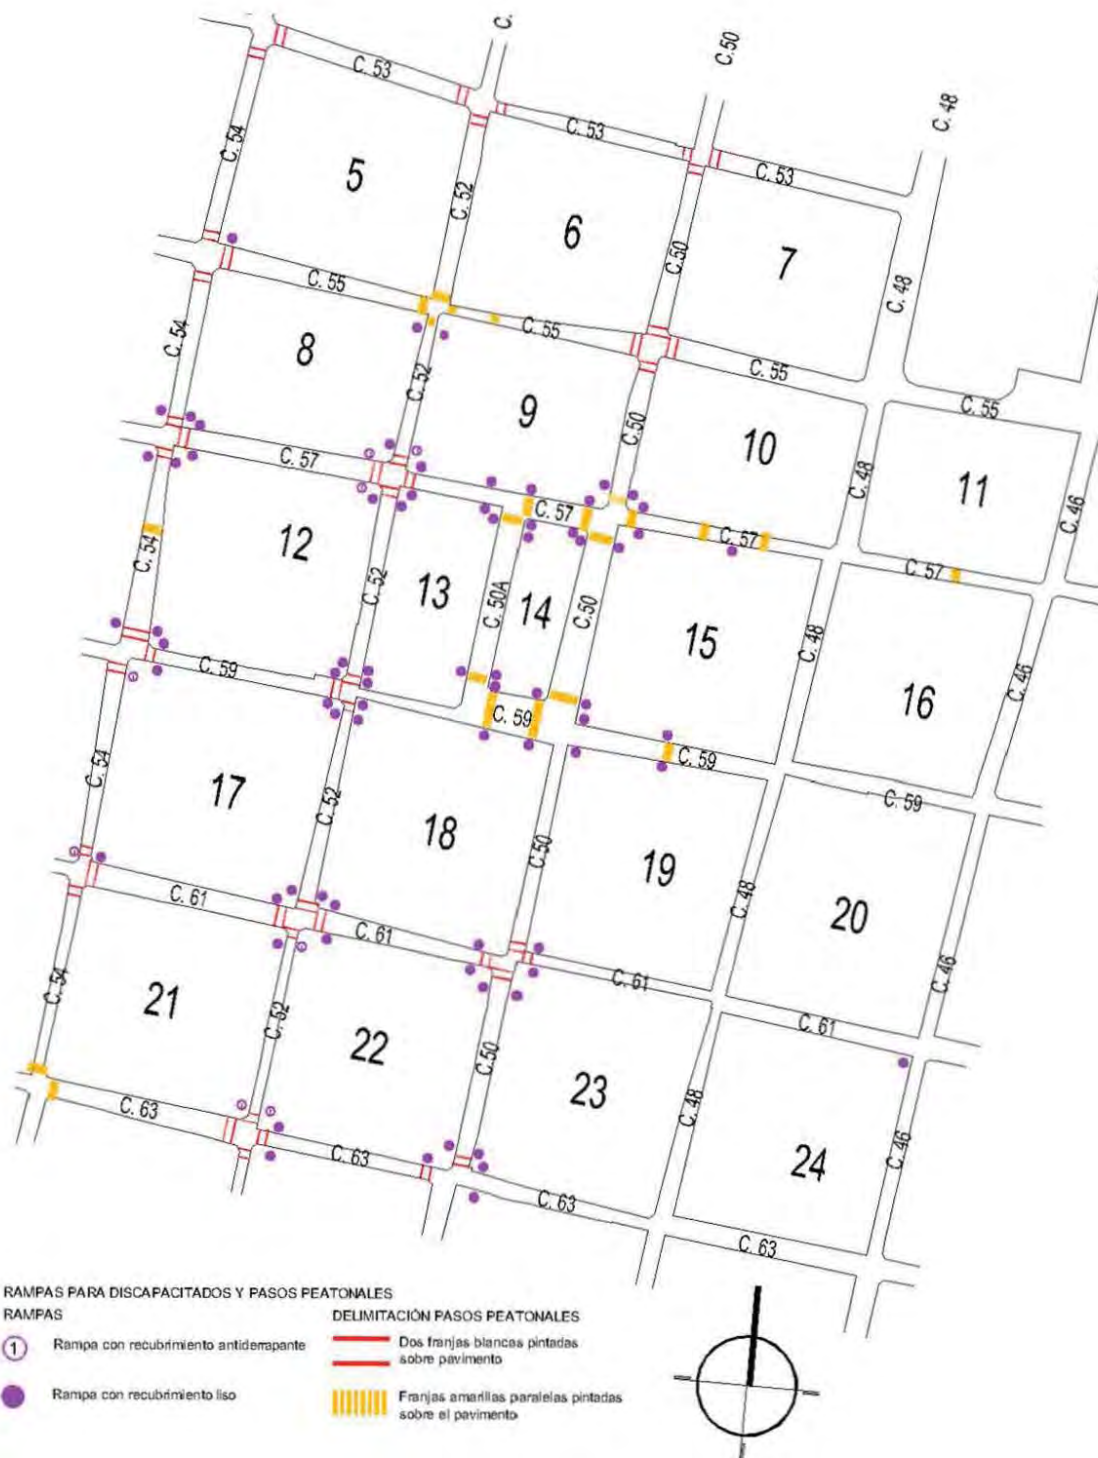 C.
C.50
C. 48
C. 53
C. 53
C. 53
C. 54
C. 52
C.50
C. 48
5
6
7
C. 55
C. 55
C. 55
C. 55
C. 54
C. 52
C.50
C. 48
C. 46
8
9
10
11
C. 57
C. 57
C. 57
C. 57
C. 54
C. 52
C. 50A
C.50
C. 48
C. 46
12
13
14
15
16
C. 59
C. 59
C. 59
C. 59
C. 54
C. 52
C.50
C. 48
C. 46
17
18
19
20
C. 61
C. 61
C. 61
C. 61
C. 54
C. 52
C.50
C. 48
C. 46
21
22
23
24
C. 63
C. 63
C. 63
C. 63
RAMPAS PARA DISCAPACITADOS Y PASOS PEATONALES
RAMPAS
1 Rampa con recubrimiento antiderrapante
Rampa con recubrimiento liso
DELIMITACIÓN PASOS PEATONALES
Dos franjas blancas pintadas
sobre pavimento
Franjas amarillas paralelas pintadas
sobre el pavimento